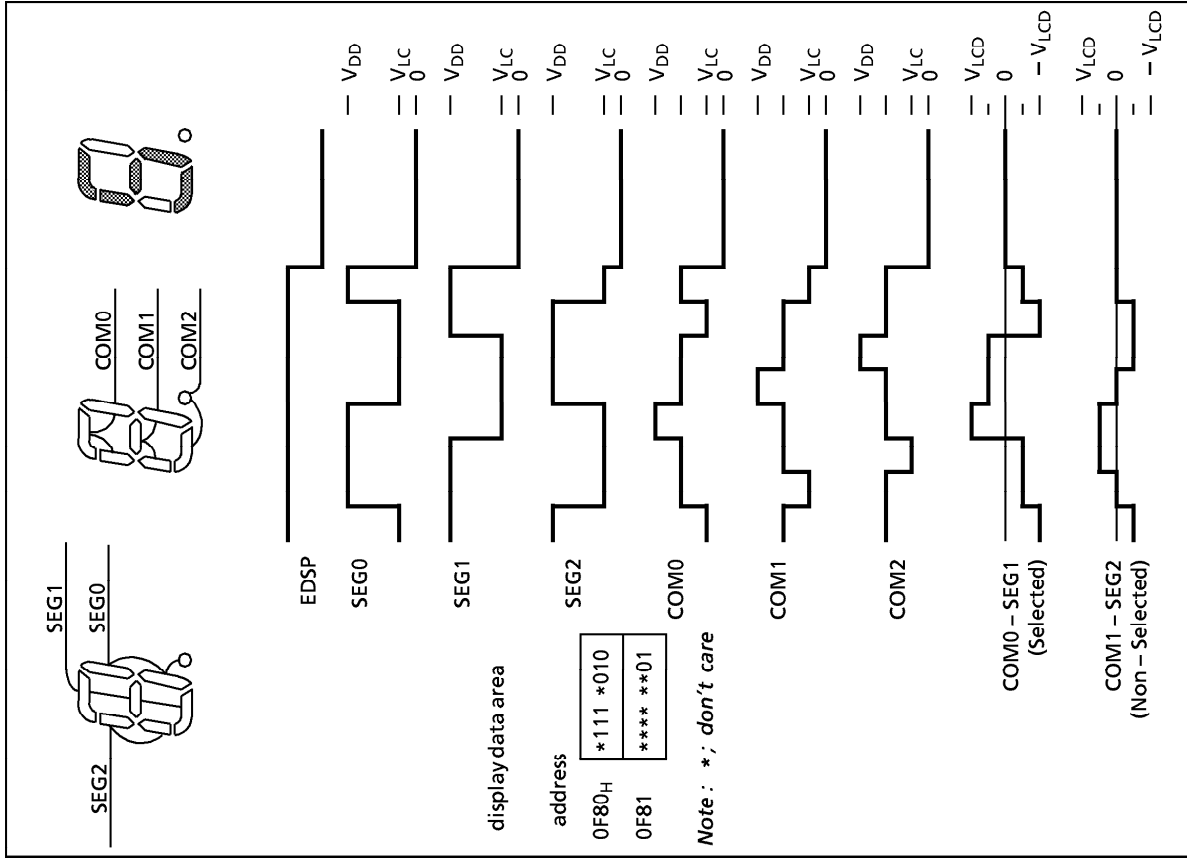 SEG2
SEG1
SEG0
COM0
COM1
COM2
display data area
address
0F80H
*111 *010
0F81
**** **01
Note : *; don't care
EDSP
SEG0
VDD
VLC
0
SEG1
VDD
VLC
0
SEG2
VDD
VLC
0
COM0
VDD
VLC
0
COM1
VDD
VLC
0
COM2
VDD
VLC
0
COM0 – SEG1
(Selected)
VLCD
0
– VLCD
COM1 – SEG2
(Non – Selected)
VLCD
0
– VLCD